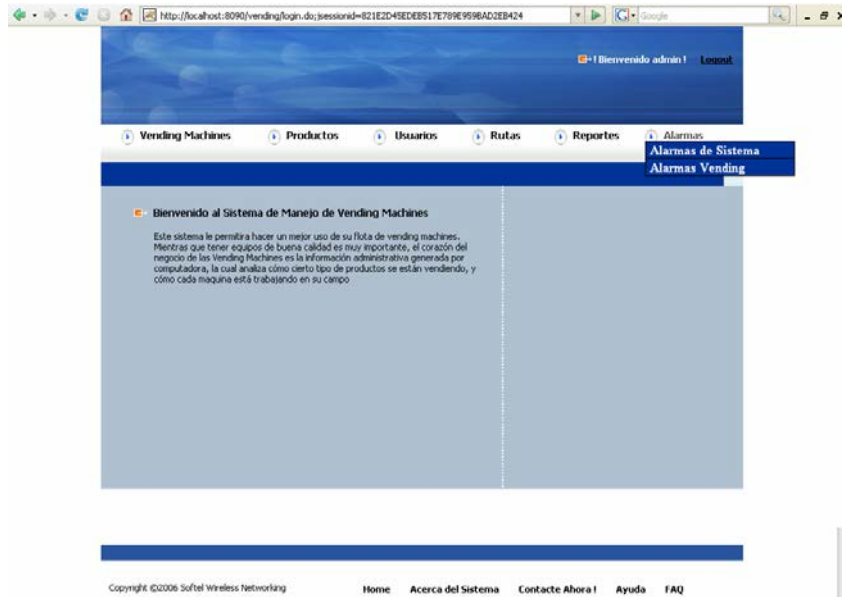 http://localhost:8090/vending/login.do;jsessionid=821E2D45EDEB517E789E959BAD2EB424
Google
! Bienvenido admin ! Logout
Vending Machines Productos Usuarios Rutas Reportes Alarmas
Alarmas de Sistema
Alarmas Vending
Bienvenido al Sistema de Manejo de Vending Machines
Este sistema le permitira hacer un mejor uso de su flota de vending machines.
Mentras que tener equipos de buena calidad es muy importante, el corazón del
negocio de las Vending Machines es la información administrativa generada por
computadora, la cual analiza cómo cierto tipo de productos se están vendiendo, y
cómo cada maquina está trabajando en su campo
Copyright ©2006 Softel Wireless Networking
Home Acerca del Sistema Contacte Ahora ! Ayuda FAQ